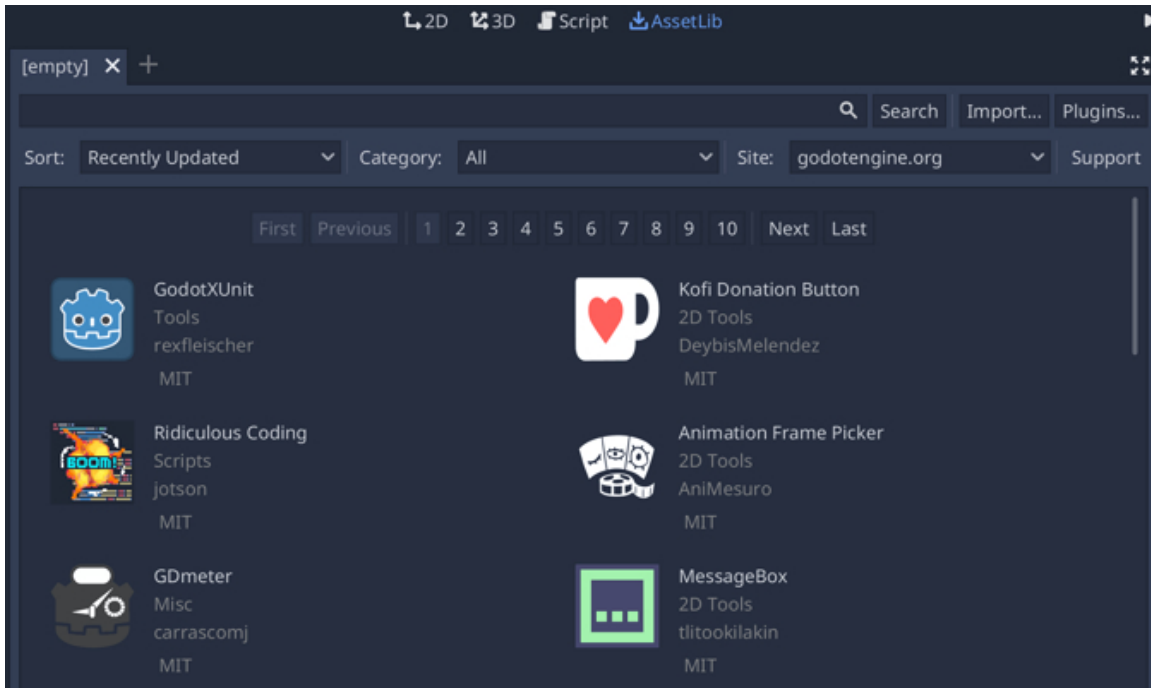 2D 3D Script AssetLib
[empty]
Search Import... Plugins...
Sort: Recently Updated Category: All Site: godotengine.org Support
First Previous 1 2 3 4 5 6 7 8 9 10 Next Last
GodotXUnit
Tools
rexfleischer
MIT
Kofi Donation Button
2D Tools
DeybisMelendez
MIT
Ridiculous Coding
Scripts
jotson
MIT
BOOM!
Animation Frame Picker
2D Tools
AniMesuro
MIT
GDmeter
Misc
carrascomj
MIT
MessageBox
2D Tools
tlitookilakin
MIT